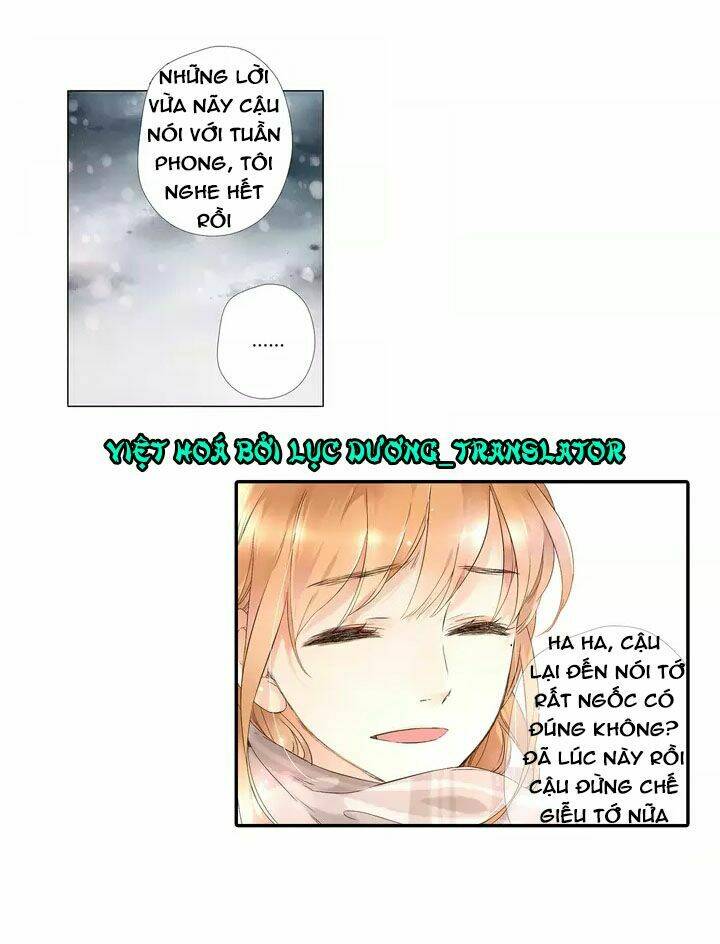 NHỮNG LỜI
VỪA NÃY CẬU
NÓI VỚI TUẤN
PHONG, TÔI
NGHE HẾT
RỒI
......
VIỆT HOÁ BỞI LỤC DƯƠNG_TRANSLATOR
HA HA, CẬU
LẠI ĐẾN NÓI TỚ
RẤT NGỐC CÓ
ĐÚNG KHÔNG?
ĐÃ LÚC NÀY RỒI
CẬU ĐỪNG CHẾ
GIỄU TỚ NỮA